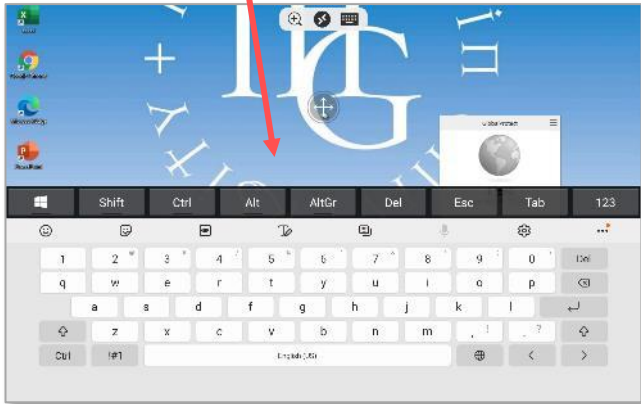 Shift Ctrl Alt AltGr Del Esc Tab 123
1 2 3 4 5 6 7 8 9 0 Del
q w e r t y u i o p
a s d f g h j k l
z x c v b n m , ! . ?
Ctrl !#1 English (US) < >